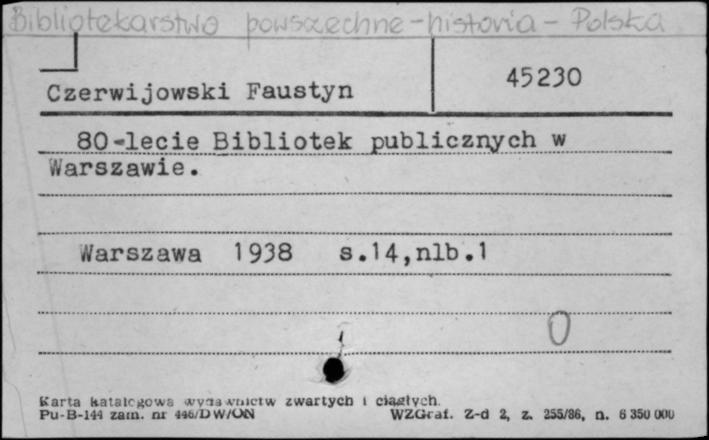 Bibliotekarstwo powszechne - historia - Polska
Czerwijowski Faustyn
45230
80-lecie Bibliotek publicznych w
Warszawie.
Warszawa 1938 s.14,nlb.1
0
Karta katalogowa wydawnictw zwartych i ciągłych.
Pu-B-144 zam. nr 446/DW/ON
WZGraf. Z-d 2, z. 255/86, n. 6 350 000